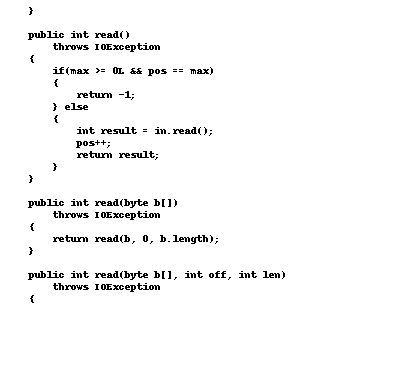 }
public int read()
throws IOException
{
if(max >= 0L && pos == max)
{
return -1;
} else
{
int result = in.read();
pos++;
return result;
}
}
public int read(byte b[])
throws IOException
{
return read(b, 0, b.length);
}
public int read(byte b[], int off, int len)
throws IOException
{